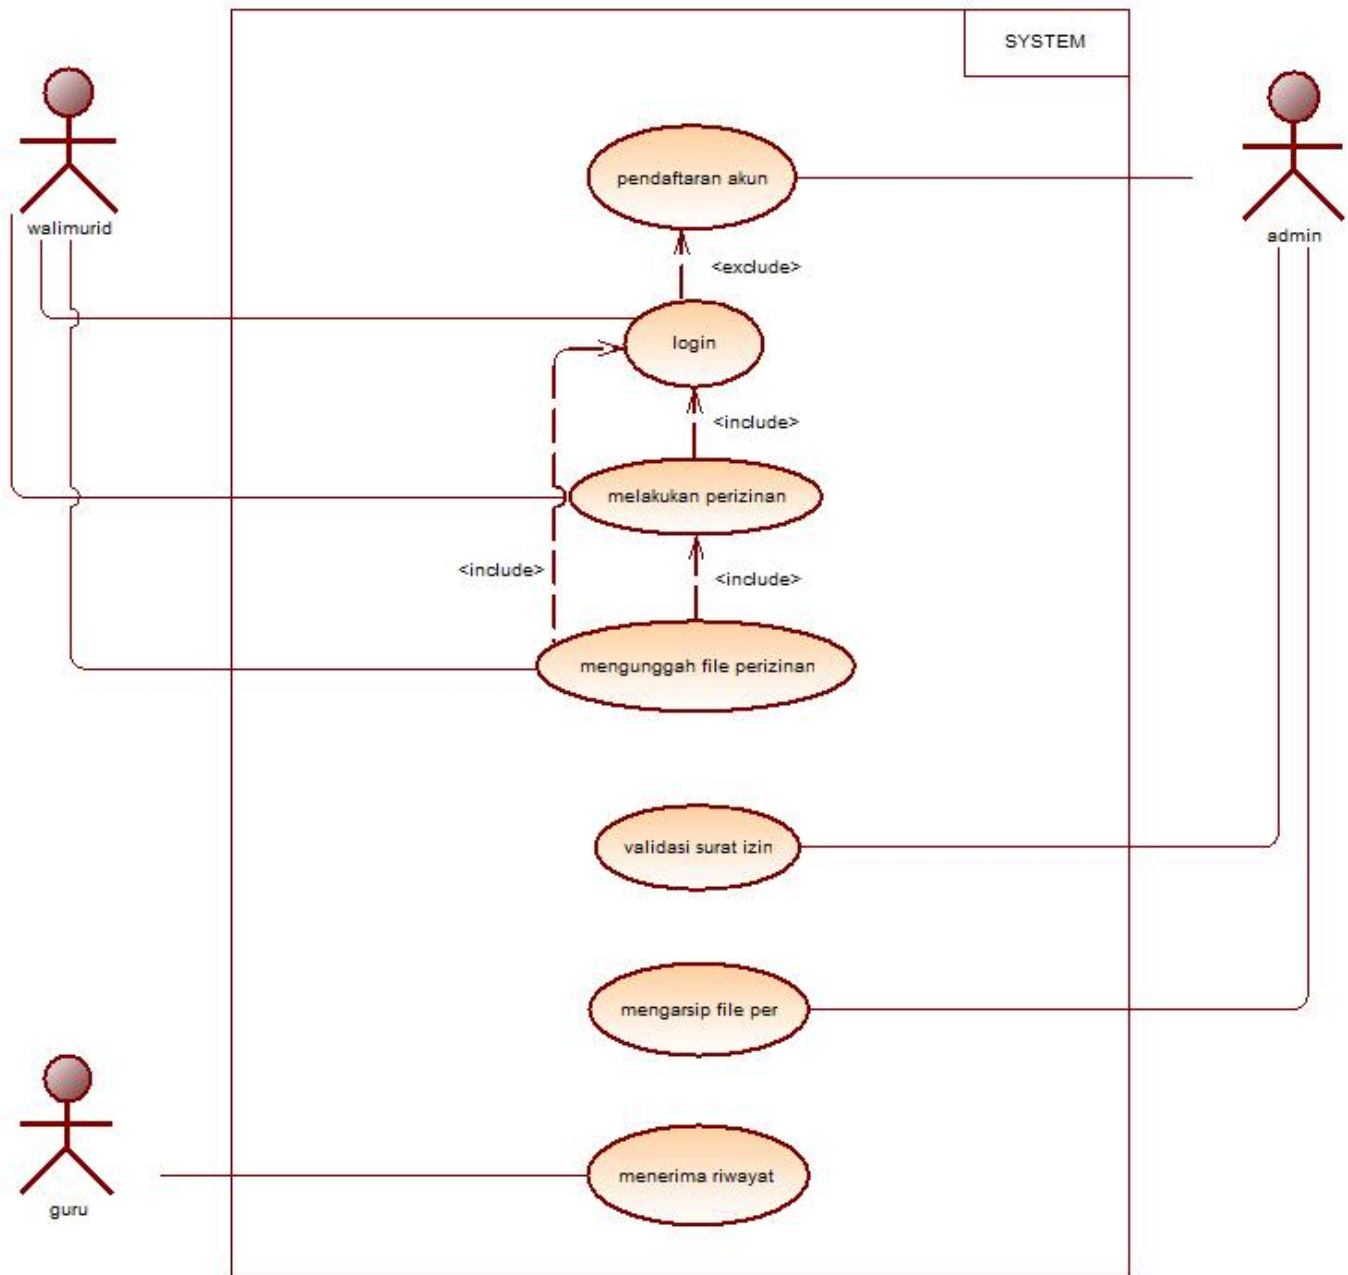 SYSTEM
walimurid
pendaftaran akun
admin
<exclude>
login
<include>
melakukan perizinan
<include>
<include>
mengunggah file perizinan
validasi surat izin
mengarsip file per
menerima riwayat
guru